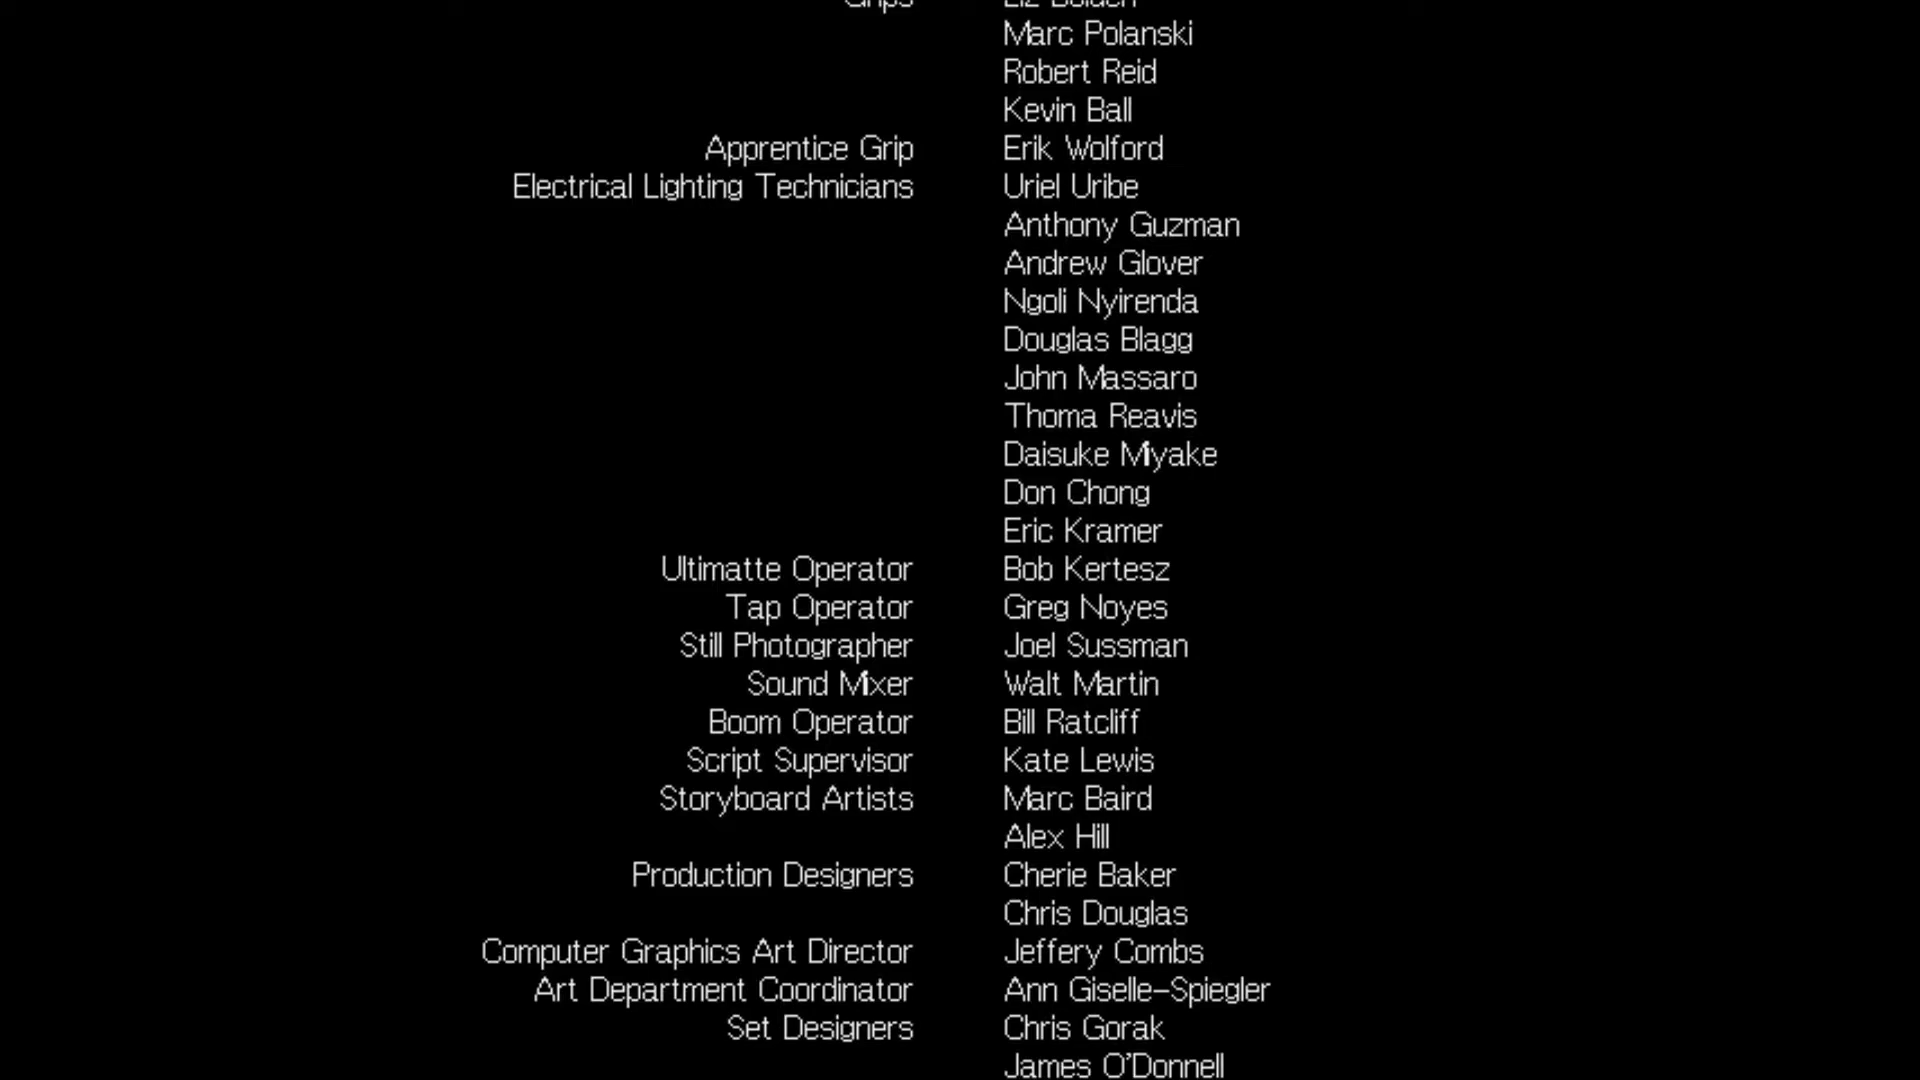 Grips Liz Bolden
Marc Polanski
Robert Reid
Kevin Ball
Apprentice Grip Erik Wolford
Electrical Lighting Technicians Uriel Uribe
Anthony Guzman
Andrew Glover
Ngoli Nyirenda
Douglas Blagg
John Massaro
Thoma Reavis
Daisuke Miyake
Don Chong
Eric Kramer
Ultimatte Operator Bob Kertesz
Tap Operator Greg Noyes
Still Photographer Joel Sussman
Sound Mixer Walt Martin
Boom Operator Bill Ratcliff
Script Supervisor Kate Lewis
Storyboard Artists Marc Baird
Alex Hill
Production Designers Cherie Baker
Chris Douglas
Computer Graphics Art Director Jeffery Combs
Art Department Coordinator Ann Giselle-Spiegler
Set Designers Chris Gorak
James O'Donnell